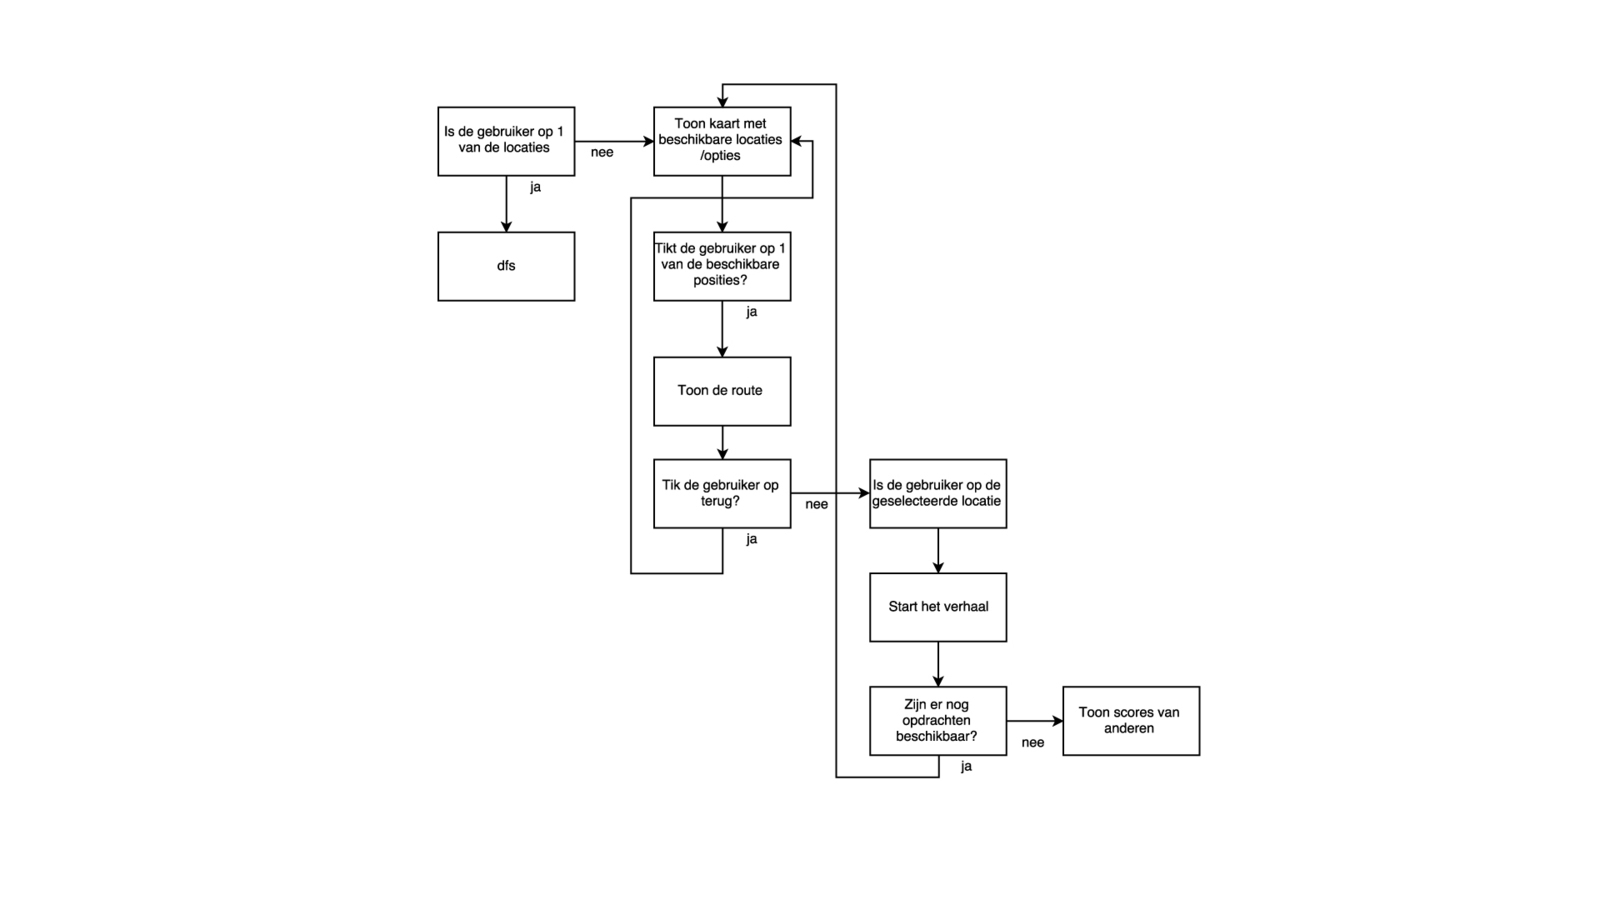 Is de gebruiker op 1
van de locaties
nee
Toon kaart met
beschikbare locaties
/opties
ja
dfs
Tikt de gebruiker op 1
van de beschikbare
posities?
ja
Toon de route
Tik de gebruiker op
terug?
nee
ja
Is de gebruiker op de
geselecteerde locatie
Start het verhaal
Zijn er nog
opdrachten
beschikbaar?
nee
ja
Toon scores van
anderen